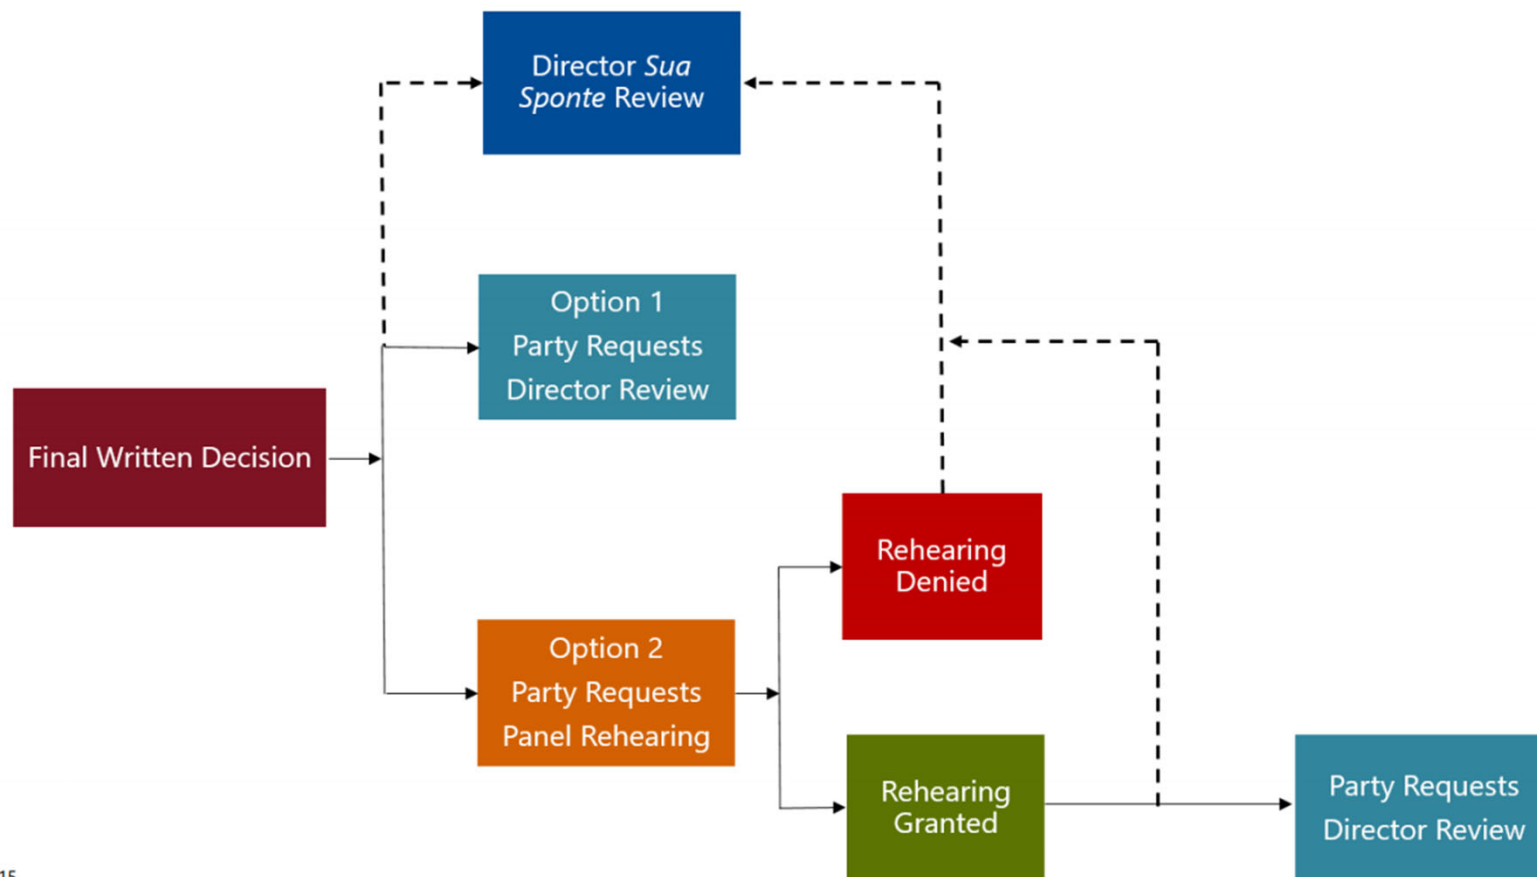 Director Sua
Sponte Review
Option 1
Party Requests
Director Review
Final Written Decision
Rehearing
Denied
Option 2
Party Requests
Panel Rehearing
Rehearing
Granted
Party Requests
Director Review
15